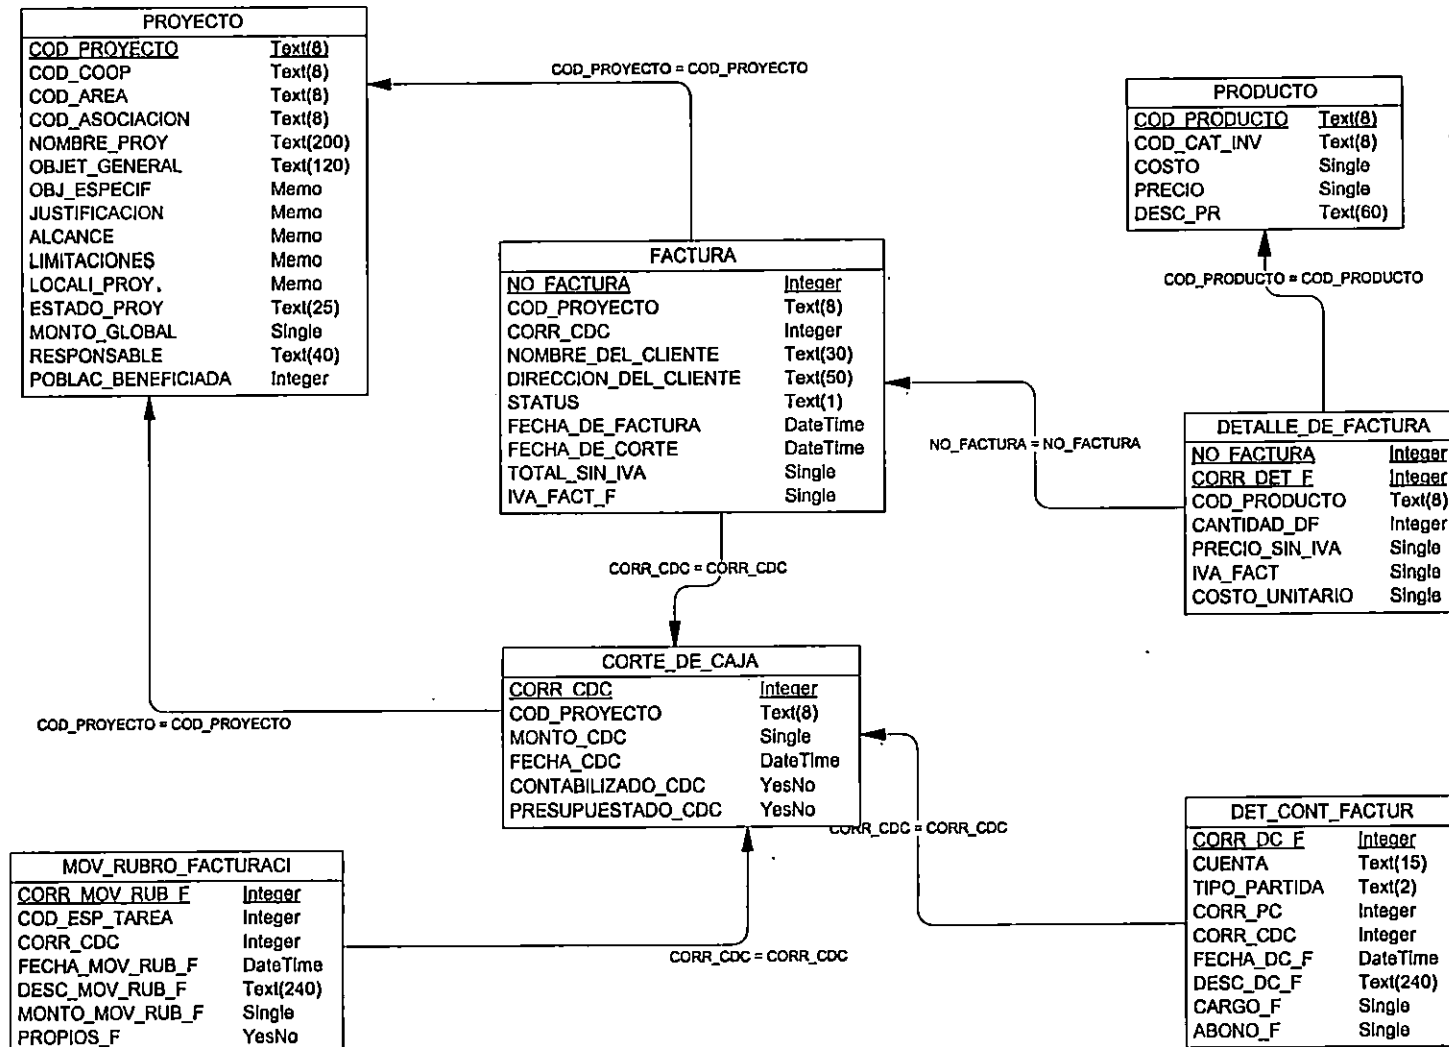 PROYECTO
COD_PROYECTO Text(8)
COD_COOP Text(8)
COD_AREA Text(8)
COD_ASOCIACION Text(8)
NOMBRE_PROY Text(200)
OBJET_GENERAL Text(120)
OBJ_ESPECIF Memo
JUSTIFICACION Memo
ALCANCE Memo
LIMITACIONES Memo
LOCALI_PROY. Memo
ESTADO_PROY Text(25)
MONTO_GLOBAL Single
RESPONSABLE Text(40)
POBLAC_BENEFICIADA Integer
COD_PROYECTO = COD_PROYECTO
PRODUCTO
COD_PRODUCTO Text(8)
COD_CAT_INV Text(8)
COSTO Single
PRECIO Single
DESC_PR Text(60)
COD_PRODUCTO = COD_PRODUCTO
FACTURA
NO_FACTURA Integer
COD_PROYECTO Text(8)
CORR_CDC Integer
NOMBRE_DEL_CLIENTE Text(30)
DIRECCION_DEL_CLIENTE Text(50)
STATUS Text(1)
FECHA_DE_FACTURA DateTime
FECHA_DE_CORTE DateTime
TOTAL_SIN_IVA Single
IVA_FACT_F Single
NO_FACTURA = NO_FACTURA
DETALLE_DE_FACTURA
NO_FACTURA Integer
CORR_DET_F Integer
COD_PRODUCTO Text(8)
CANTIDAD_DF Integer
PRECIO_SIN_IVA Single
IVA_FACT Single
COSTO_UNITARIO Single
CORR_CDC = CORR_CDC
CORTE_DE_CAJA
CORR_CDC Integer
COD_PROYECTO Text(8)
MONTO_CDC Single
FECHA_CDC DateTime
CONTABILIZADO_CDC YesNo
PRESUPUESTADO_CDC YesNo
COD_PROYECTO = COD_PROYECTO
CORR_CDC = CORR_CDC
MOV_RUBRO_FACTURACI
CORR_MOV_RUB_F Integer
COD_ESP_TAREA Integer
CORR_CDC Integer
FECHA_MOV_RUB_F DateTime
DESC_MOV_RUB_F Text(240)
MONTO_MOV_RUB_F Single
PROPIOS_F YesNo
CORR_CDC = CORR_CDC
DET_CONT_FACTUR
CORR_DC_F Integer
CUENTA Text(15)
TIPO_PARTIDA Text(2)
CORR_PC Integer
CORR_CDC Integer
FECHA_DC_F DateTime
DESC_DC_F Text(240)
CARGO_F Single
ABONO_F Single